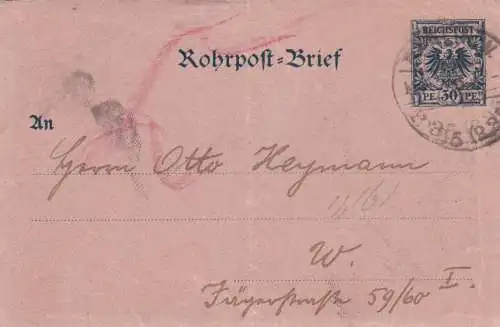 REICHSPOST
Rohrpost=Brief
PF 30 PF
An
Herrn Otto Heymann
W.
Jägerstraße 59/60 I.